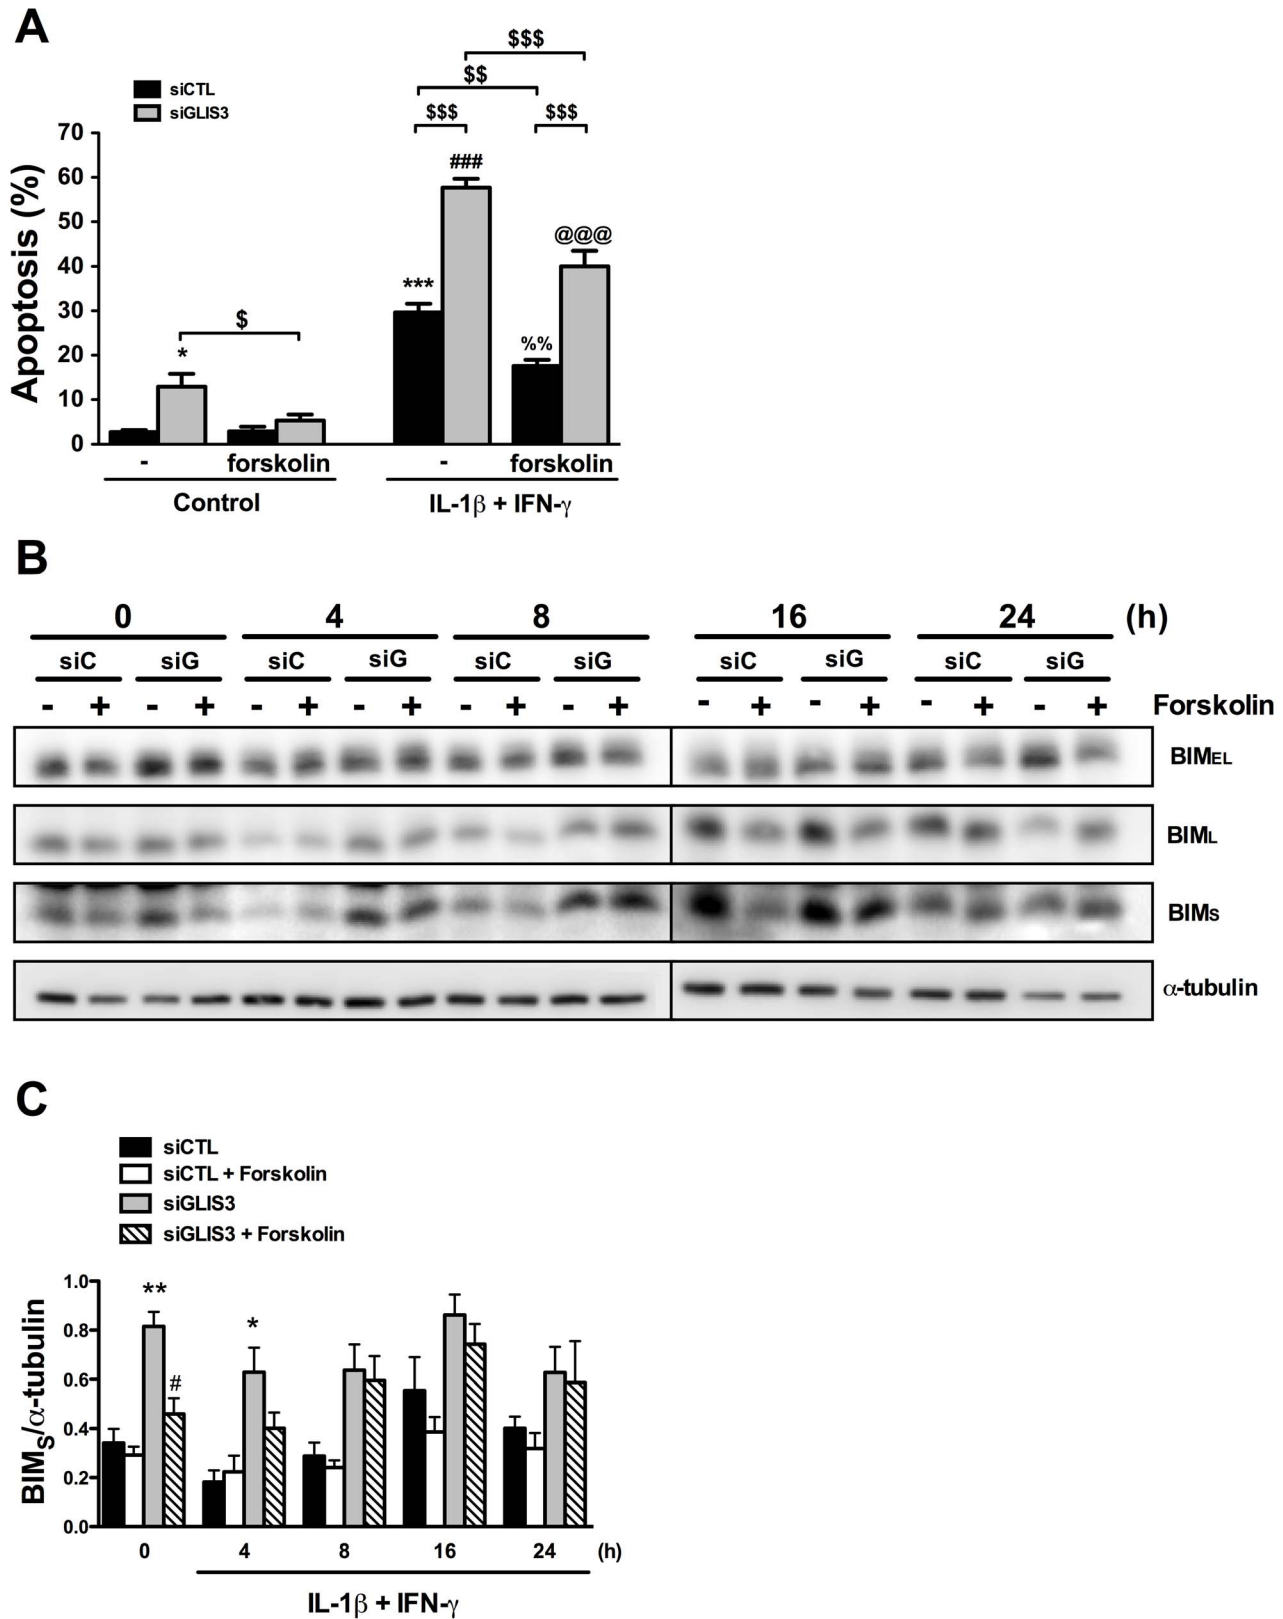 A
$$$
$$
$$$ $$$
siCTL
siGLIS3
70
60
50
40
30
20
10
0
Apoptosis (%)
###
@@@
***
%%
$
*
- forskolin - forskolin
Control IL-1β + IFN-γ
B
0 4 8 16 24 (h)
siC siG siC siG siC siG siC siG siC siG
- + - + - + - + - + - + - + - + - + - + Forskolin
BIMEL
BIML
BIMS
α-tubulin
C
siCTL
siCTL + Forskolin
siGLIS3
siGLIS3 + Forskolin
1.0
0.8
0.6
0.4
0.2
0.0
BIMS/α-tubulin
**
*
#
0 4 8 16 24 (h)
IL-1β + IFN-γ